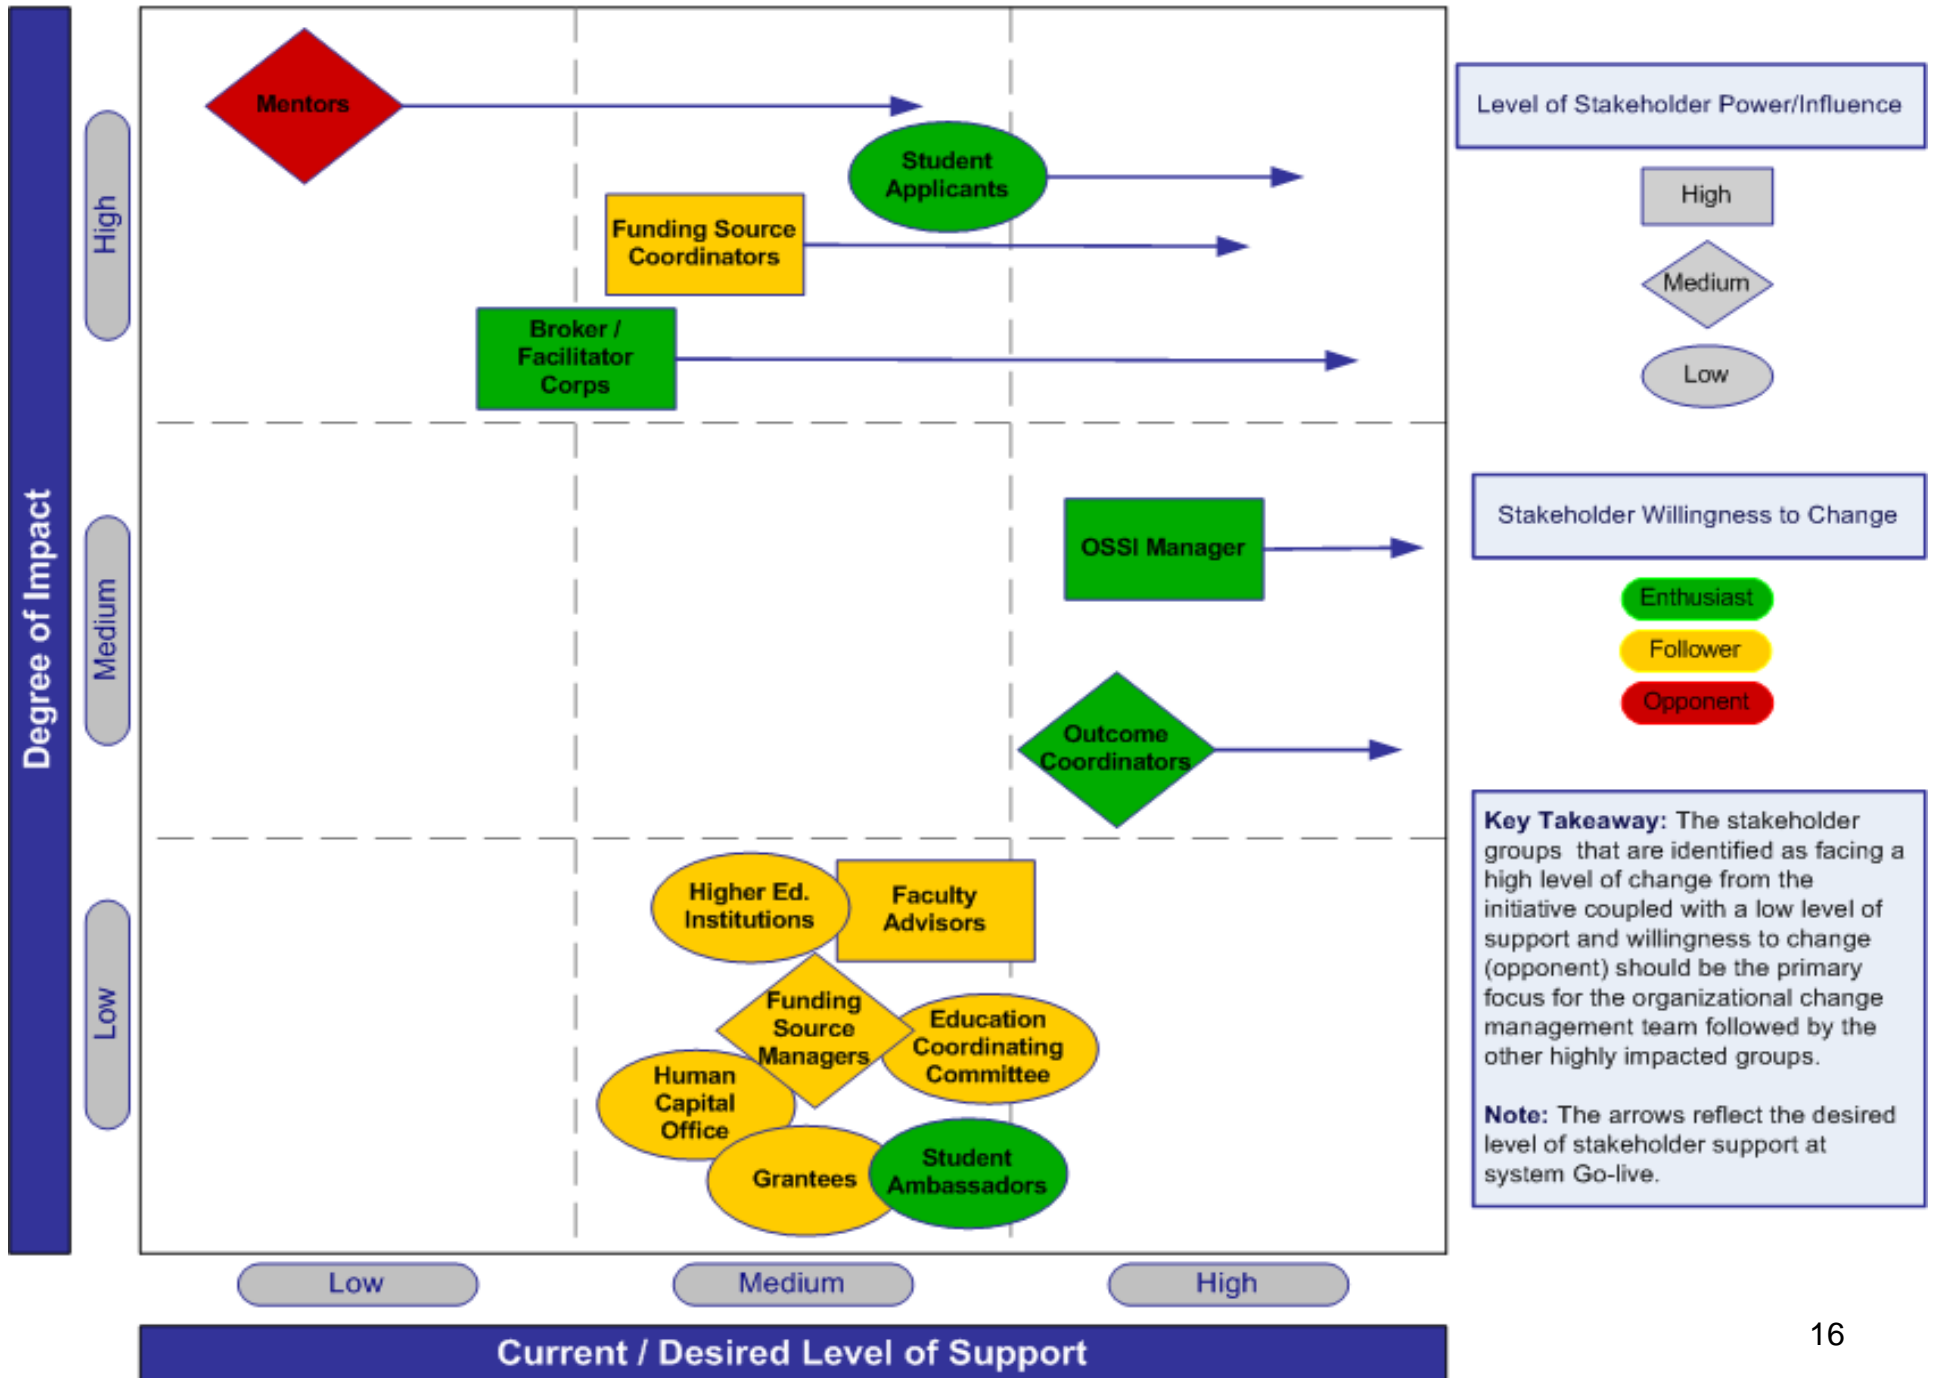 Degree of Impact
High
Medium
Low
Mentors
Student
Applicants
Funding Source
Coordinators
Broker /
Facilitator
Corps
OSSI Manager
Outcome
Coordinators
Higher Ed.
Institutions
Faculty
Advisors
Funding
Source
Managers
Education
Coordinating
Committee
Human
Capital
Office
Grantees
Student
Ambassadors
Low
Medium
High
Current / Desired Level of Support
Level of Stakeholder Power/Influence
High
Medium
Low
Stakeholder Willingness to Change
Enthusiast
Follower
Opponent
Key Takeaway: The stakeholder
groups that are identified as facing a
high level of change from the
initiative coupled with a low level of
support and willingness to change
(opponent) should be the primary
focus for the organizational change
management team followed by the
other highly impacted groups.
Note: The arrows reflect the desired
level of stakeholder support at
system Go-live.
16